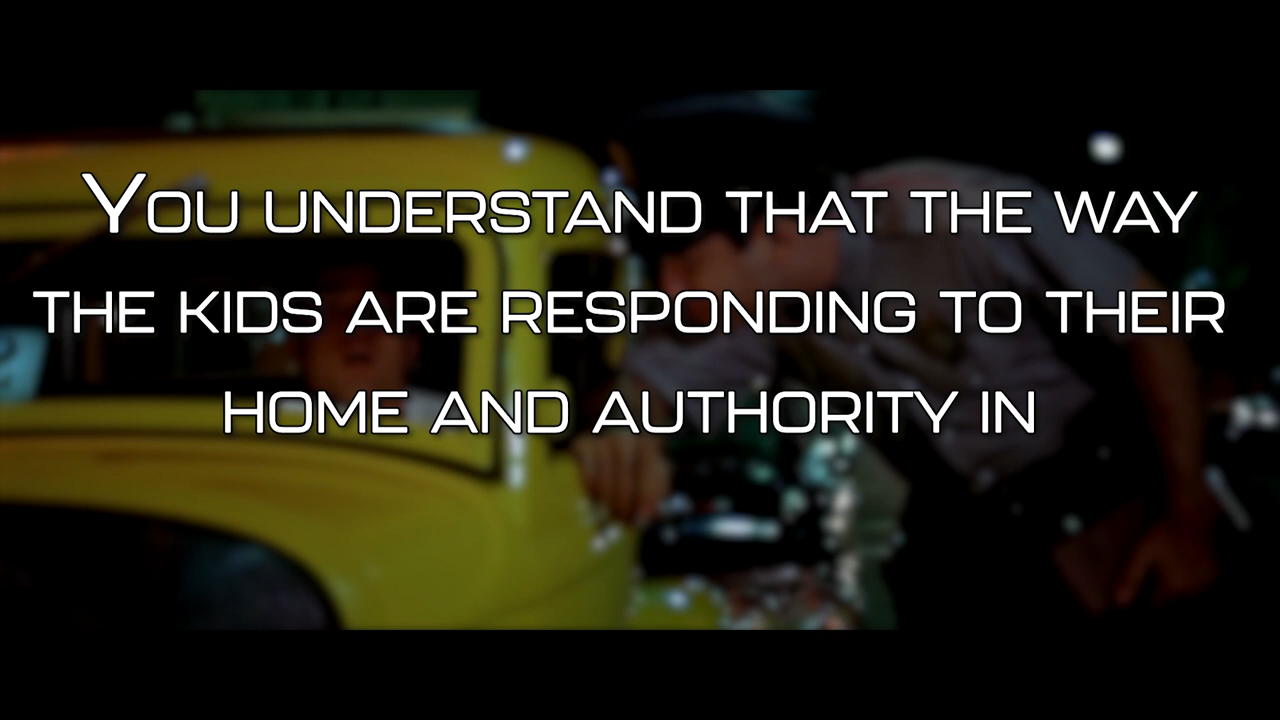 You understand that the way
the kids are responding to their
home and authority in